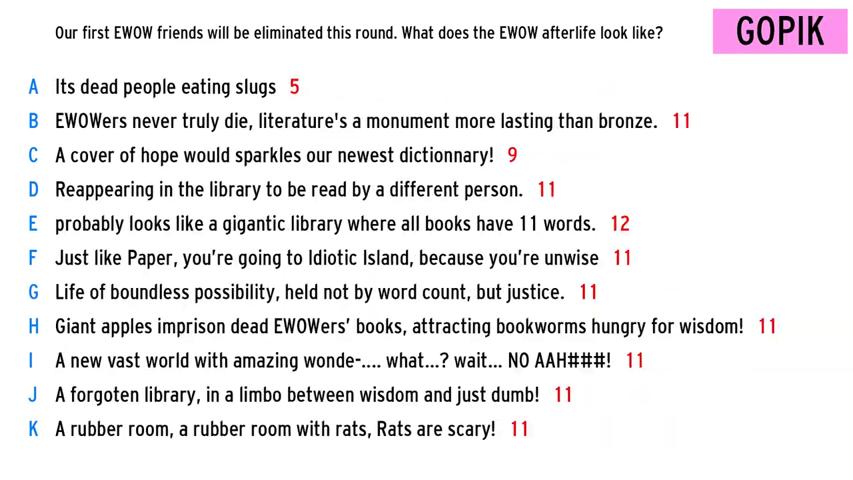 Our first EWOW friends will be eliminated this round. What does the EWOW afterlife look like?
GOPIK
A Its dead people eating slugs 5
B EWOWers never truly die, literature's a monument more lasting than bronze. 11
C A cover of hope would sparkles our newest dictionnary! 9
D Reappearing in the library to be read by a different person. 11
E probably looks like a gigantic library where all books have 11 words. 12
F Just like Paper, you're going to Idiotic Island, because you're unwise 11
G Life of boundless possibility, held not by word count, but justice. 11
H Giant apples imprison dead EWOWers' books, attracting bookworms hungry for wisdom! 11
I A new vast world with amazing wonde-.... what...? wait... NO AAH###! 11
J A forgoten library, in a limbo between wisdom and just dumb! 11
K A rubber room, a rubber room with rats, Rats are scary! 11